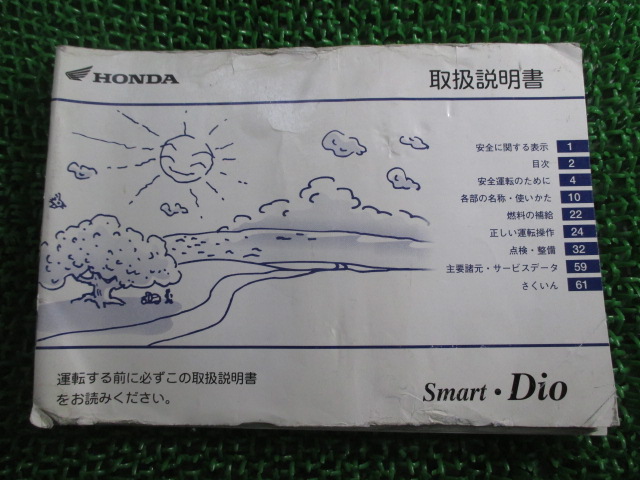 HONDA
取扱説明書
安全に関する表示 1
目次 2
安全運転のために 4
各部の名称・使いかた 10
燃料の補給 22
正しい運転操作 24
点検・整備 32
主要諸元・サービスデータ 59
さくいん 61
運転する前に必ずこの取扱説明書
をお読みください。
Smart・Dio